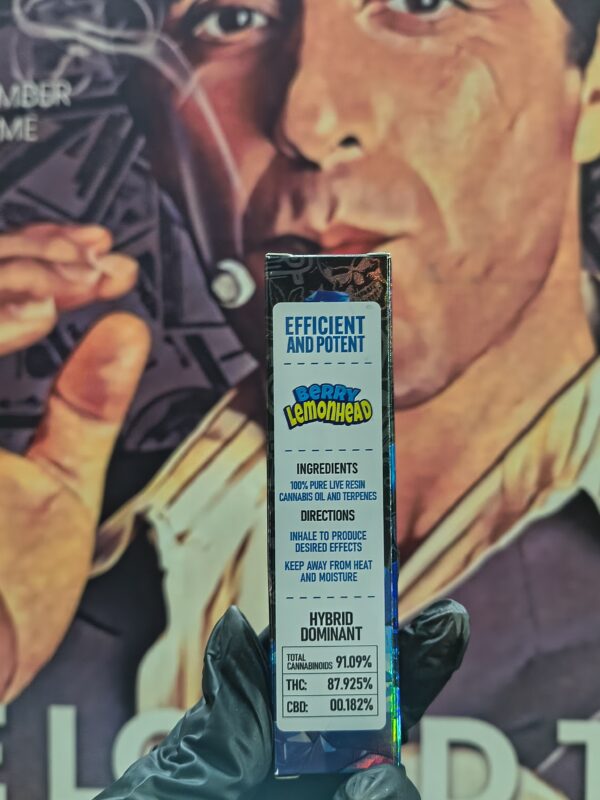 MBER
ME
EFFICIENT
AND POTENT
BERRY
LEMONHEAD
INGREDIENTS
100% PURE LIVE RESIN
CANNABIS OIL AND TERPENES
DIRECTIONS
INHALE TO PRODUCE
DESIRED EFFECTS
KEEP AWAY FROM HEAT
AND MOISTURE
HYBRID
DOMINANT
TOTAL
CANNABINOIDS 91.09%
THC: 87.925%
CBD: 00.182%